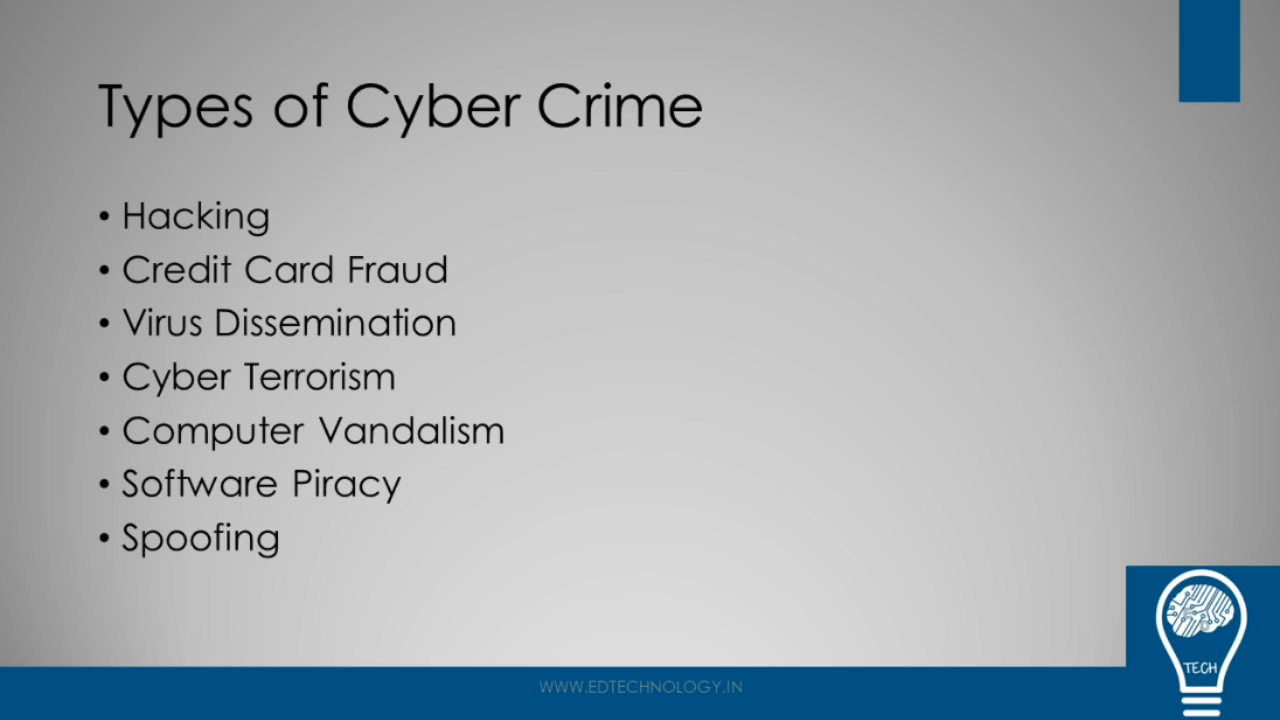 Types of Cyber Crime
• Hacking
• Credit Card Fraud
• Virus Dissemination
• Cyber Terrorism
• Computer Vandalism
• Software Piracy
• Spoofing
TECH
WWW.EDTECHNOLOGY.IN